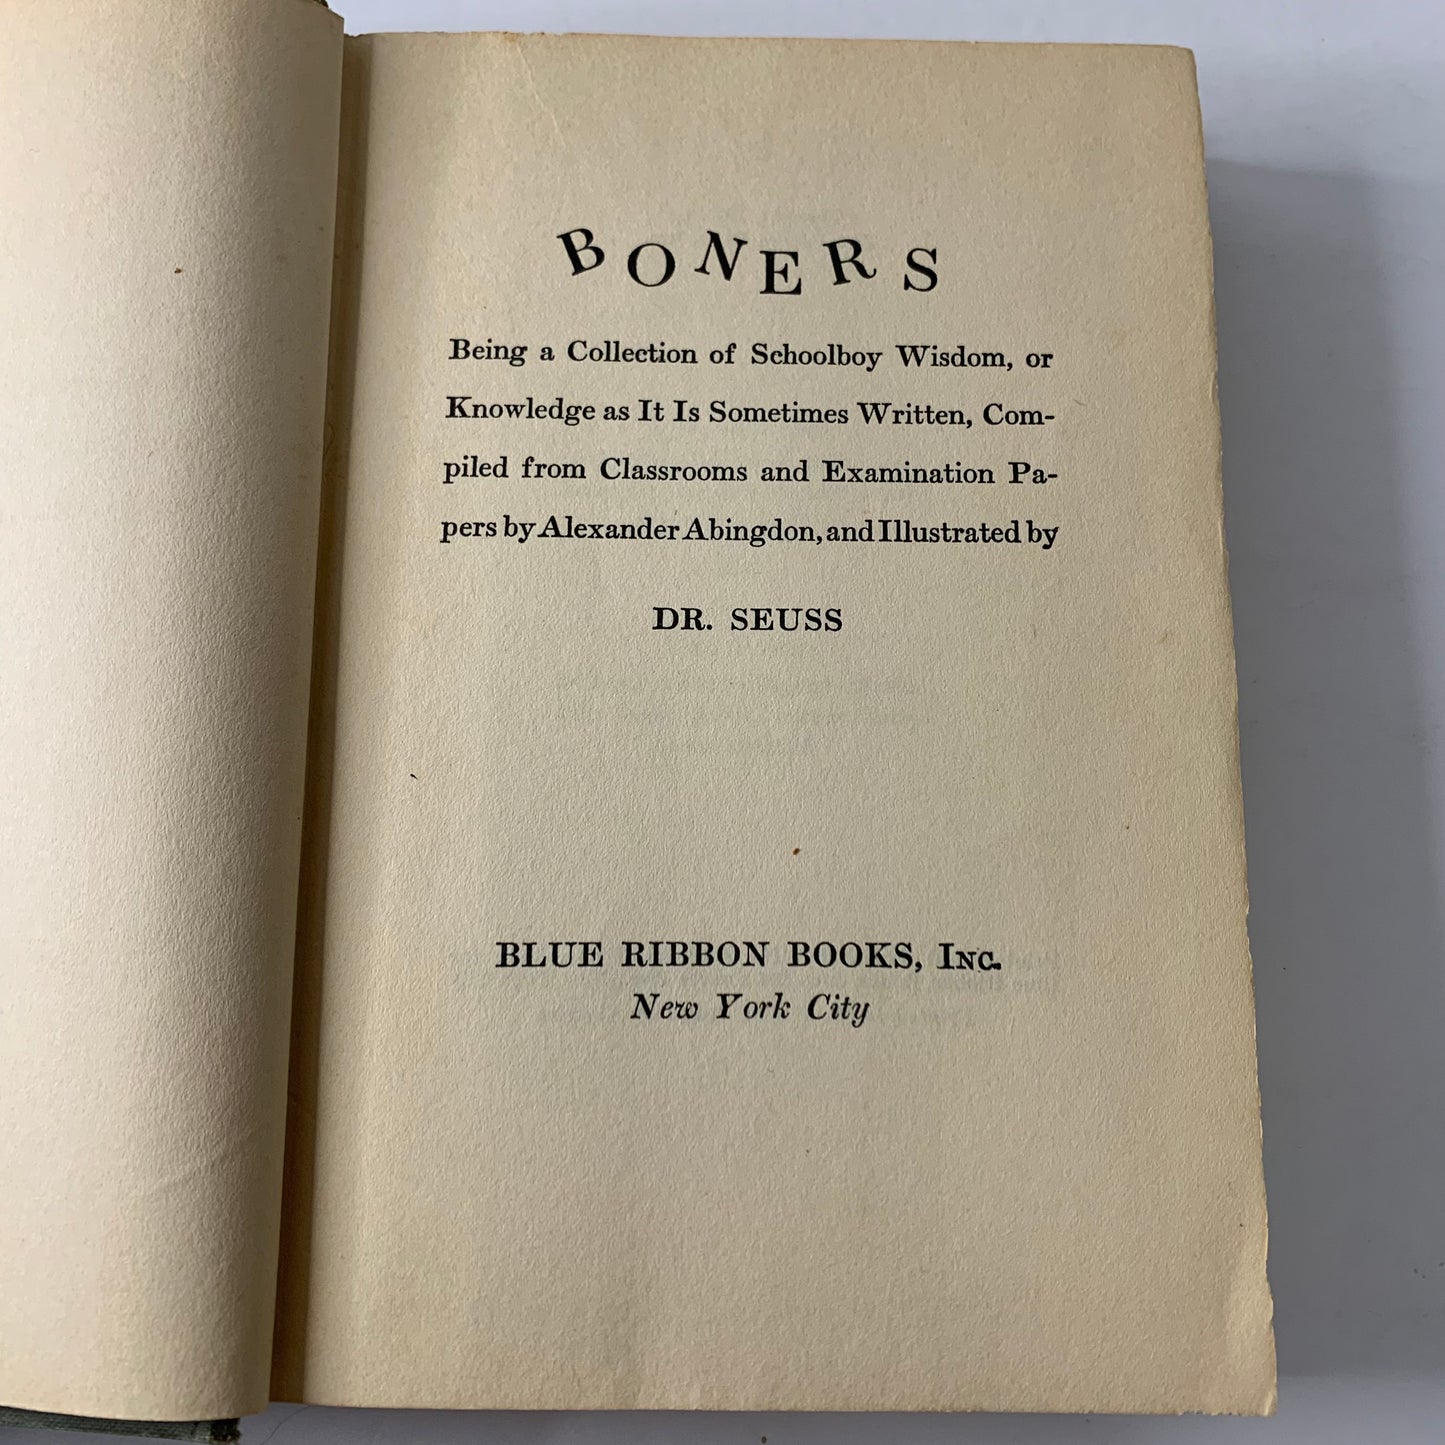 BONERS
Being a Collection of Schoolboy Wisdom, or
Knowledge as It Is Sometimes Written, Com-
piled from Classrooms and Examination Pa-
pers by Alexander Abingdon, and Illustrated by
DR. SEUSS
BLUE RIBBON BOOKS, INC.
New York City